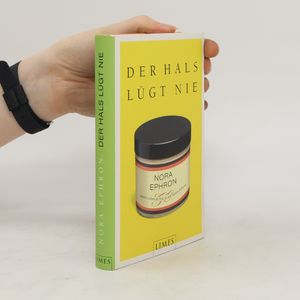 DER HALS
LÜGT NIE
NORA
EPHRON
LIMES
NORA EPHRON DER HALS LÜGT NIE
LIMES